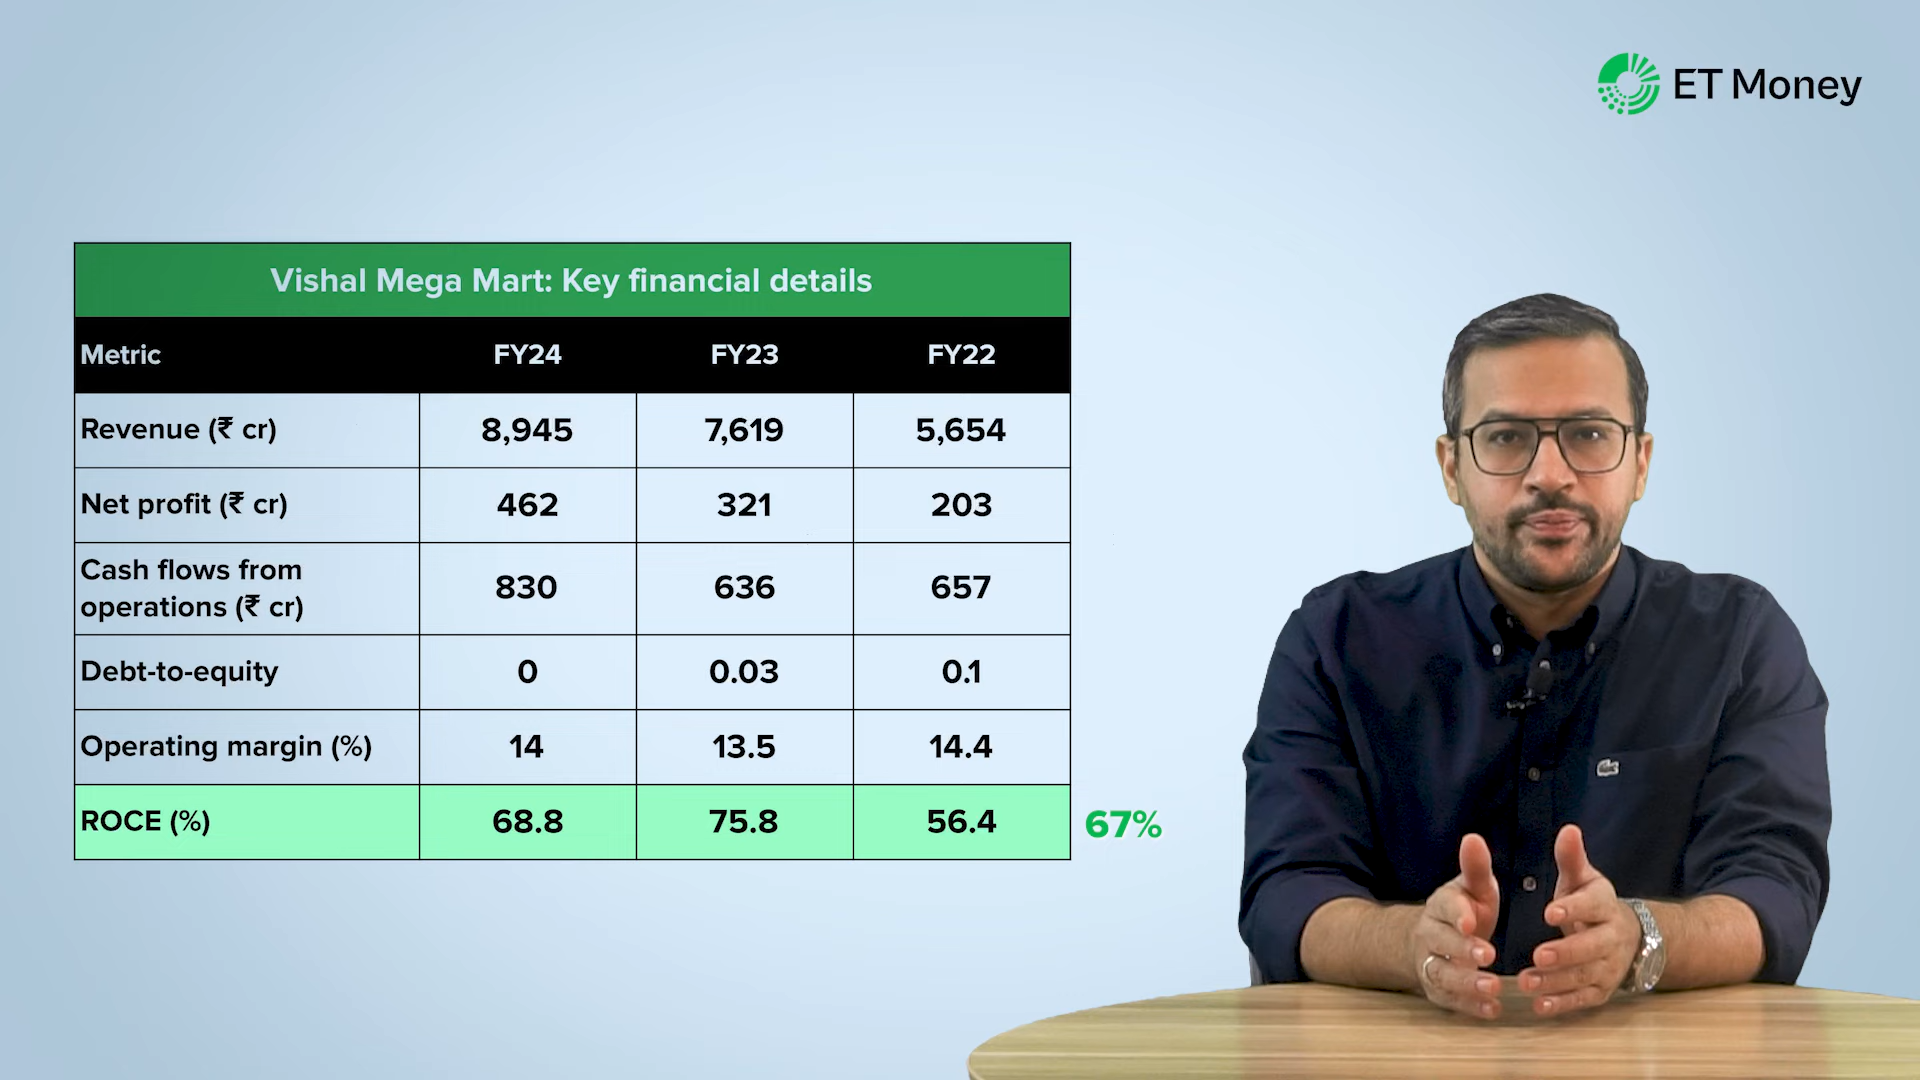 ET Money
Vishal Mega Mart: Key financial details
Metric FY24 FY23 FY22
Revenue (₹ cr) 8,945 7,619 5,654
Net profit (₹ cr) 462 321 203
Cash flows from
operations (₹ cr) 830 636 657
Debt-to-equity 0 0.03 0.1
Operating margin (%) 14 13.5 14.4
ROCE (%) 68.8 75.8 56.4 67%